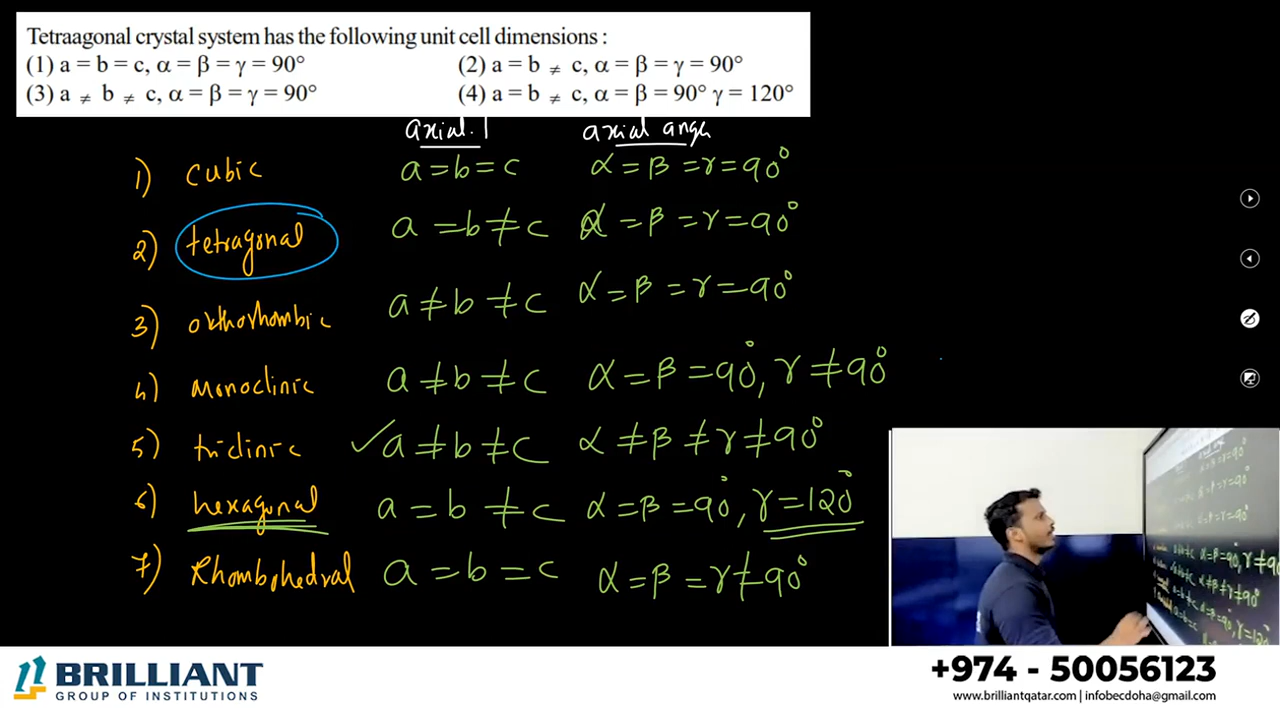 Tetraagonal crystal system has the following unit cell dimensions :
(1) a = b = c, α = β = γ = 90° (2) a = b ≠ c, α = β = γ = 90°
(3) a ≠ b ≠ c, α = β = γ = 90° (4) a = b ≠ c, α = β = 90° γ = 120°
axial. l axial angle
1) cubic a = b = c α = β = γ = 90°
2) tetragonal a = b ≠ c α = β = γ = 90°
3) orthorhombic a ≠ b ≠ c α = β = γ = 90°
4) monoclinic a ≠ b ≠ c α = β = 90°, γ ≠ 90°
5) triclinic ✓ a ≠ b ≠ c α ≠ β ≠ γ ≠ 90°
6) hexagonal a = b ≠ c α = β = 90°, γ = 120°
7) Rhombohedral a = b = c α = β = γ ≠ 90°
BRILLIANT
GROUP OF INSTITUTIONS
+974 - 50056123
www.brilliantqatar.com | infobecdoha@gmail.com